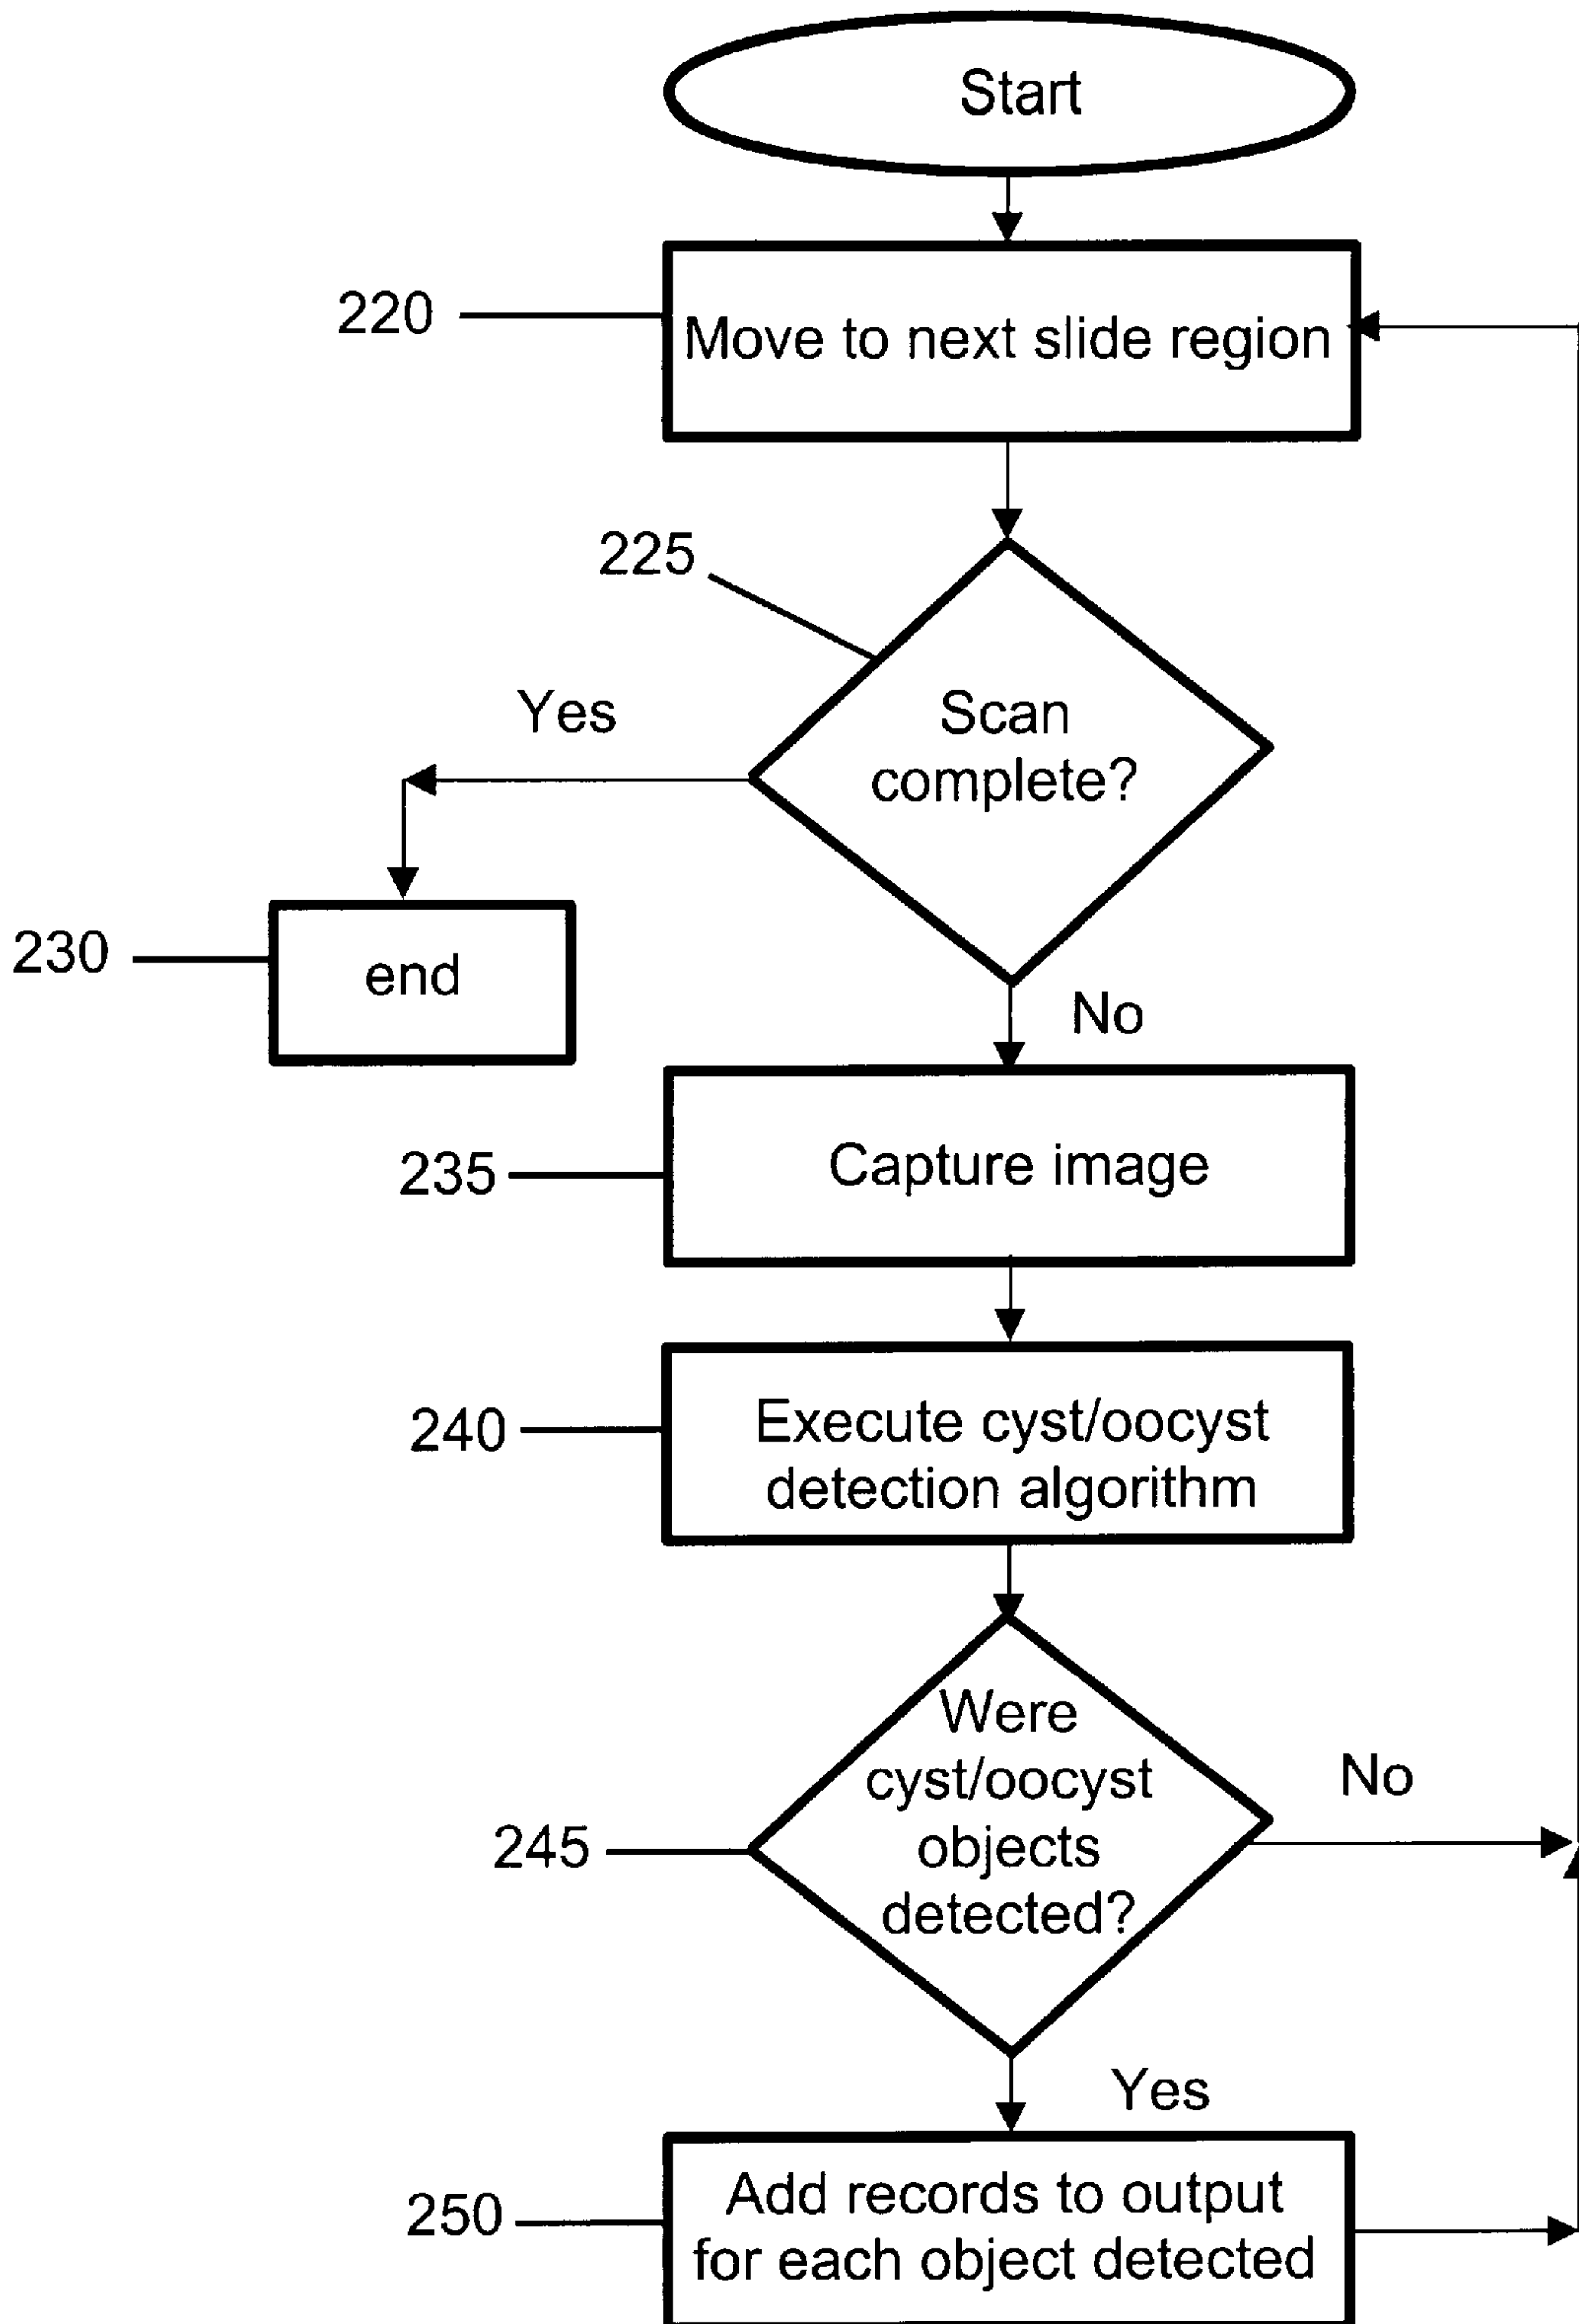 Start
220
Move to next slide region
225
Scan
complete?
Yes
230
end
No
235
Capture image
240
Execute cyst/oocyst
detection algorithm
245
Were
cyst/oocyst
objects
detected?
No
Yes
250
Add records to output
for each object detected